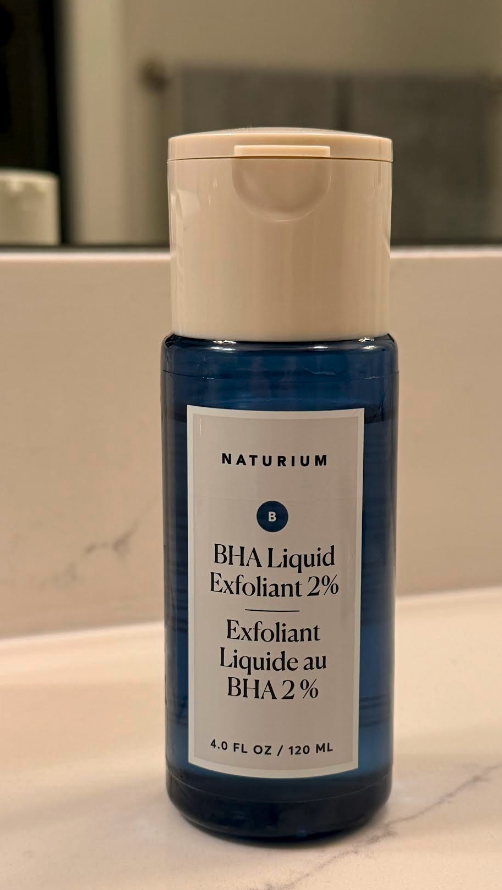 NATURIUM
B
BHA Liquid
Exfoliant 2%
Exfoliant
Liquide au
BHA 2 %
4.0 FL OZ / 120 ML